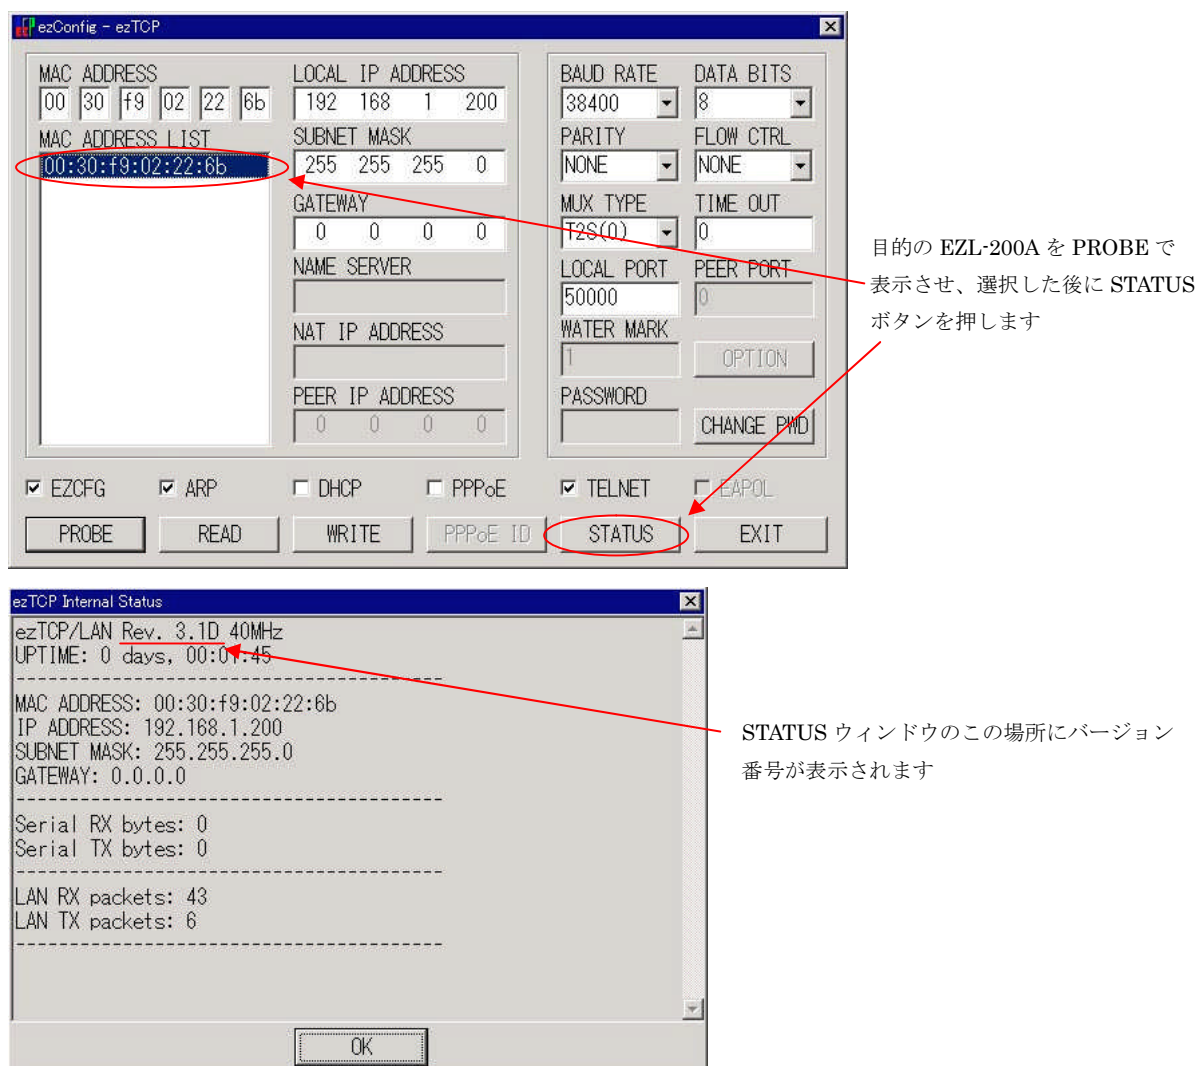 ezConfig - ezTCP
MAC ADDRESS
00 30 f9 02 22 6b
MAC ADDRESS LIST
00:30:f9:02:22:6b
LOCAL IP ADDRESS
192 168 1 200
SUBNET MASK
255 255 255 0
GATEWAY
0 0 0 0
NAME SERVER
NAT IP ADDRESS
PEER IP ADDRESS
0 0 0 0
BAUD RATE DATA BITS
38400 8
PARITY FLOW CTRL
NONE NONE
MUX TYPE TIME OUT
T2S(0) 0
LOCAL PORT PEER PORT
50000 0
WATER MARK
1 OPTION
PASSWORD
CHANGE PWD
EZCFG ARP DHCP PPPoE TELNET EAPOL
PROBE READ WRITE PPPoE ID STATUS EXIT
目的の EZL-200A を PROBE で
表示させ、選択した後に STATUS
ボタンを押します
ezTCP Internal Status
ezTCP/LAN Rev. 3.1D 40MHz
UPTIME: 0 days, 00:01:45
----------------------------------------
MAC ADDRESS: 00:30:f9:02:22:6b
IP ADDRESS: 192.168.1.200
SUBNET MASK: 255.255.255.0
GATEWAY: 0.0.0.0
----------------------------------------
Serial RX bytes: 0
Serial TX bytes: 0
----------------------------------------
LAN RX packets: 43
LAN TX packets: 6
----------------------------------------
OK
STATUS ウィンドウのこの場所にバージョン
番号が表示されます